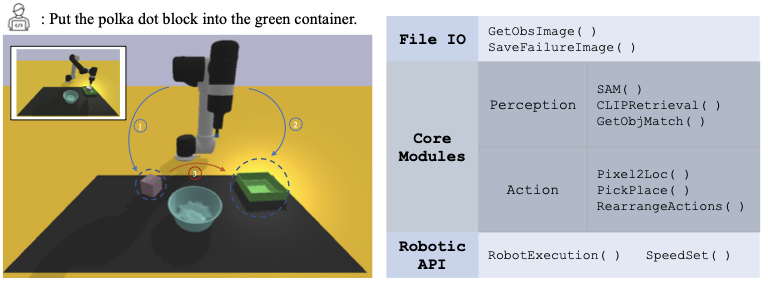 : Put the polka dot block into the green container.
1
2
3
File IO
GetObsImage( )
SaveFailureImage( )
Core
Modules
Perception
SAM( )
CLIPRetrieval( )
GetObjMatch( )
Action
Pixel2Loc( )
PickPlace( )
RearrangeActions( )
Robotic
API
RobotExecution( ) SpeedSet( )